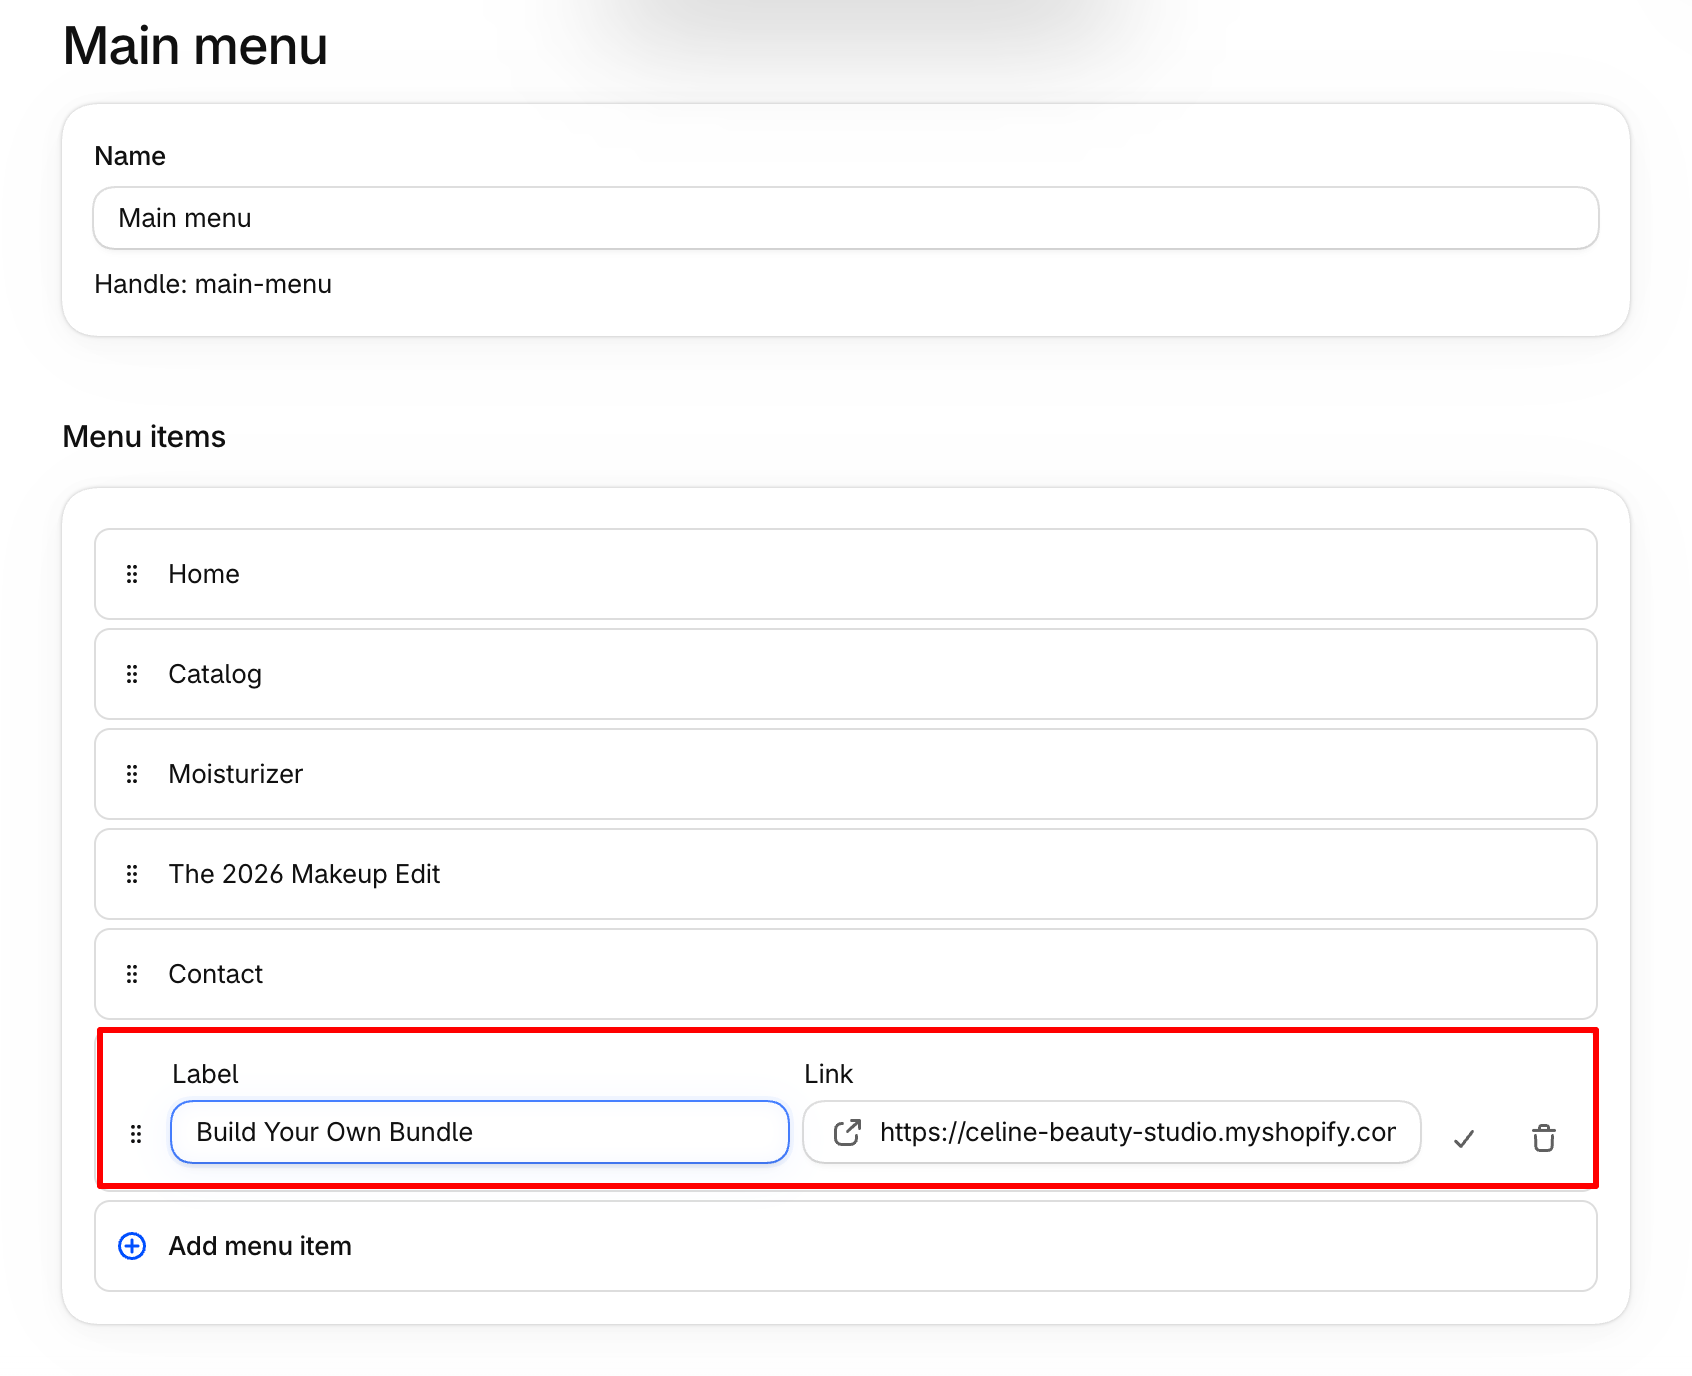 Main menu
Name
Main menu
Handle: main-menu
Menu items
Home
Catalog
Moisturizer
The 2026 Makeup Edit
Contact
Label Link
Build Your Own Bundle https://celine-beauty-studio.myshopify.cor
Add menu item